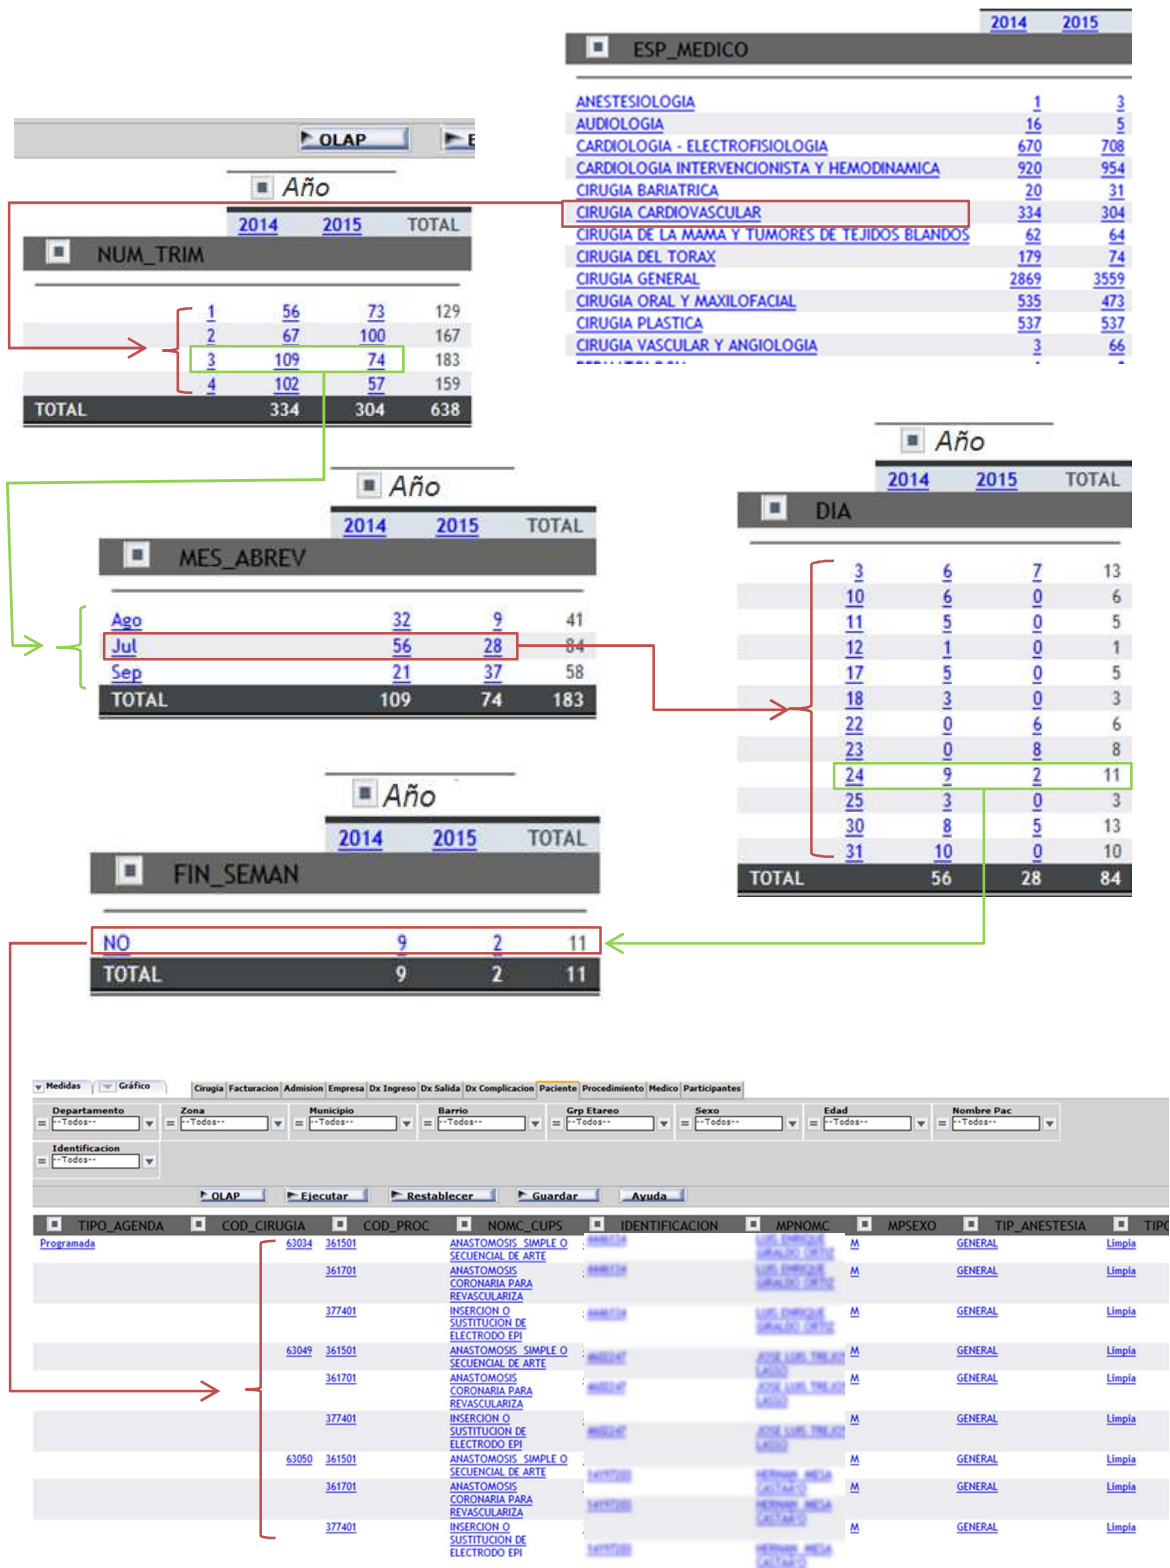 2014 2015
ESP_MEDICO
ANESTESIOLOGIA 1 3
AUDIOLOGIA 16 5
CARDIOLOGIA - ELECTROFISIOLOGIA 670 708
CARDIOLOGIA INTERVENCIONISTA Y HEMODINAMICA 920 954
CIRUGIA BARIATRICA 20 31
CIRUGIA CARDIOVASCULAR 334 304
CIRUGIA DE LA MAMA Y TUMORES DE TEJIDOS BLANDOS 62 64
CIRUGIA DEL TORAX 179 74
CIRUGIA GENERAL 2869 3559
CIRUGIA ORAL Y MAXILOFACIAL 535 473
CIRUGIA PLASTICA 537 537
CIRUGIA VASCULAR Y ANGIOLOGIA 3 66
OLAP E
Año
2014 2015 TOTAL
NUM_TRIM
1 56 73 129
2 67 100 167
3 109 74 183
4 102 57 159
TOTAL 334 304 638
Año
2014 2015 TOTAL
MES_ABREV
Ago 32 9 41
Jul 56 28 84
Sep 21 37 58
TOTAL 109 74 183
Año
2014 2015 TOTAL
DIA
3 6 7 13
10 6 0 6
11 5 0 5
12 1 0 1
17 5 0 5
18 3 0 3
22 0 6 6
23 0 8 8
24 9 2 11
25 3 0 3
30 8 5 13
31 10 0 10
TOTAL 56 28 84
Año
2014 2015 TOTAL
FIN_SEMAN
NO 9 2 11
TOTAL 9 2 11
Medidas Gráfico Cirugia Facturacion Admision Empresa Dx Ingreso Dx Salida Dx Complicacion Paciente Procedimiento Medico Participantes
Departamento Zona Municipio Barrio Grp Etareo Sexo Edad Nombre Pac
= --Todos-- = --Todos-- = --Todos-- = --Todos-- = --Todos-- = --Todos-- = --Todos-- = --Todos--
Identificacion
= --Todos--
OLAP Ejecutar Restablecer Guardar Ayuda
TIPO_AGENDA COD_CIRUGIA COD_PROC NOMC_CUPS IDENTIFICACION MPNOMC MPSEXO TIP_ANESTESIA TIPO
Programada 63034 361501 ANASTOMOSIS SIMPLE O M GENERAL Limpia
SECUENCIAL DE ARTE
361701 ANASTOMOSIS M GENERAL Limpia
CORONARIA PARA
REVASCULARIZA
377401 INSERCION O M GENERAL Limpia
SUSTITUCION DE
ELECTRODO EPI
63049 361501 ANASTOMOSIS SIMPLE O M GENERAL Limpia
SECUENCIAL DE ARTE
361701 ANASTOMOSIS M GENERAL Limpia
CORONARIA PARA
REVASCULARIZA
377401 INSERCION O M GENERAL Limpia
SUSTITUCION DE
ELECTRODO EPI
63050 361501 ANASTOMOSIS SIMPLE O M GENERAL Limpia
SECUENCIAL DE ARTE
361701 ANASTOMOSIS M GENERAL Limpia
CORONARIA PARA
REVASCULARIZA
377401 INSERCION O M GENERAL Limpia
SUSTITUCION DE
ELECTRODO EPI